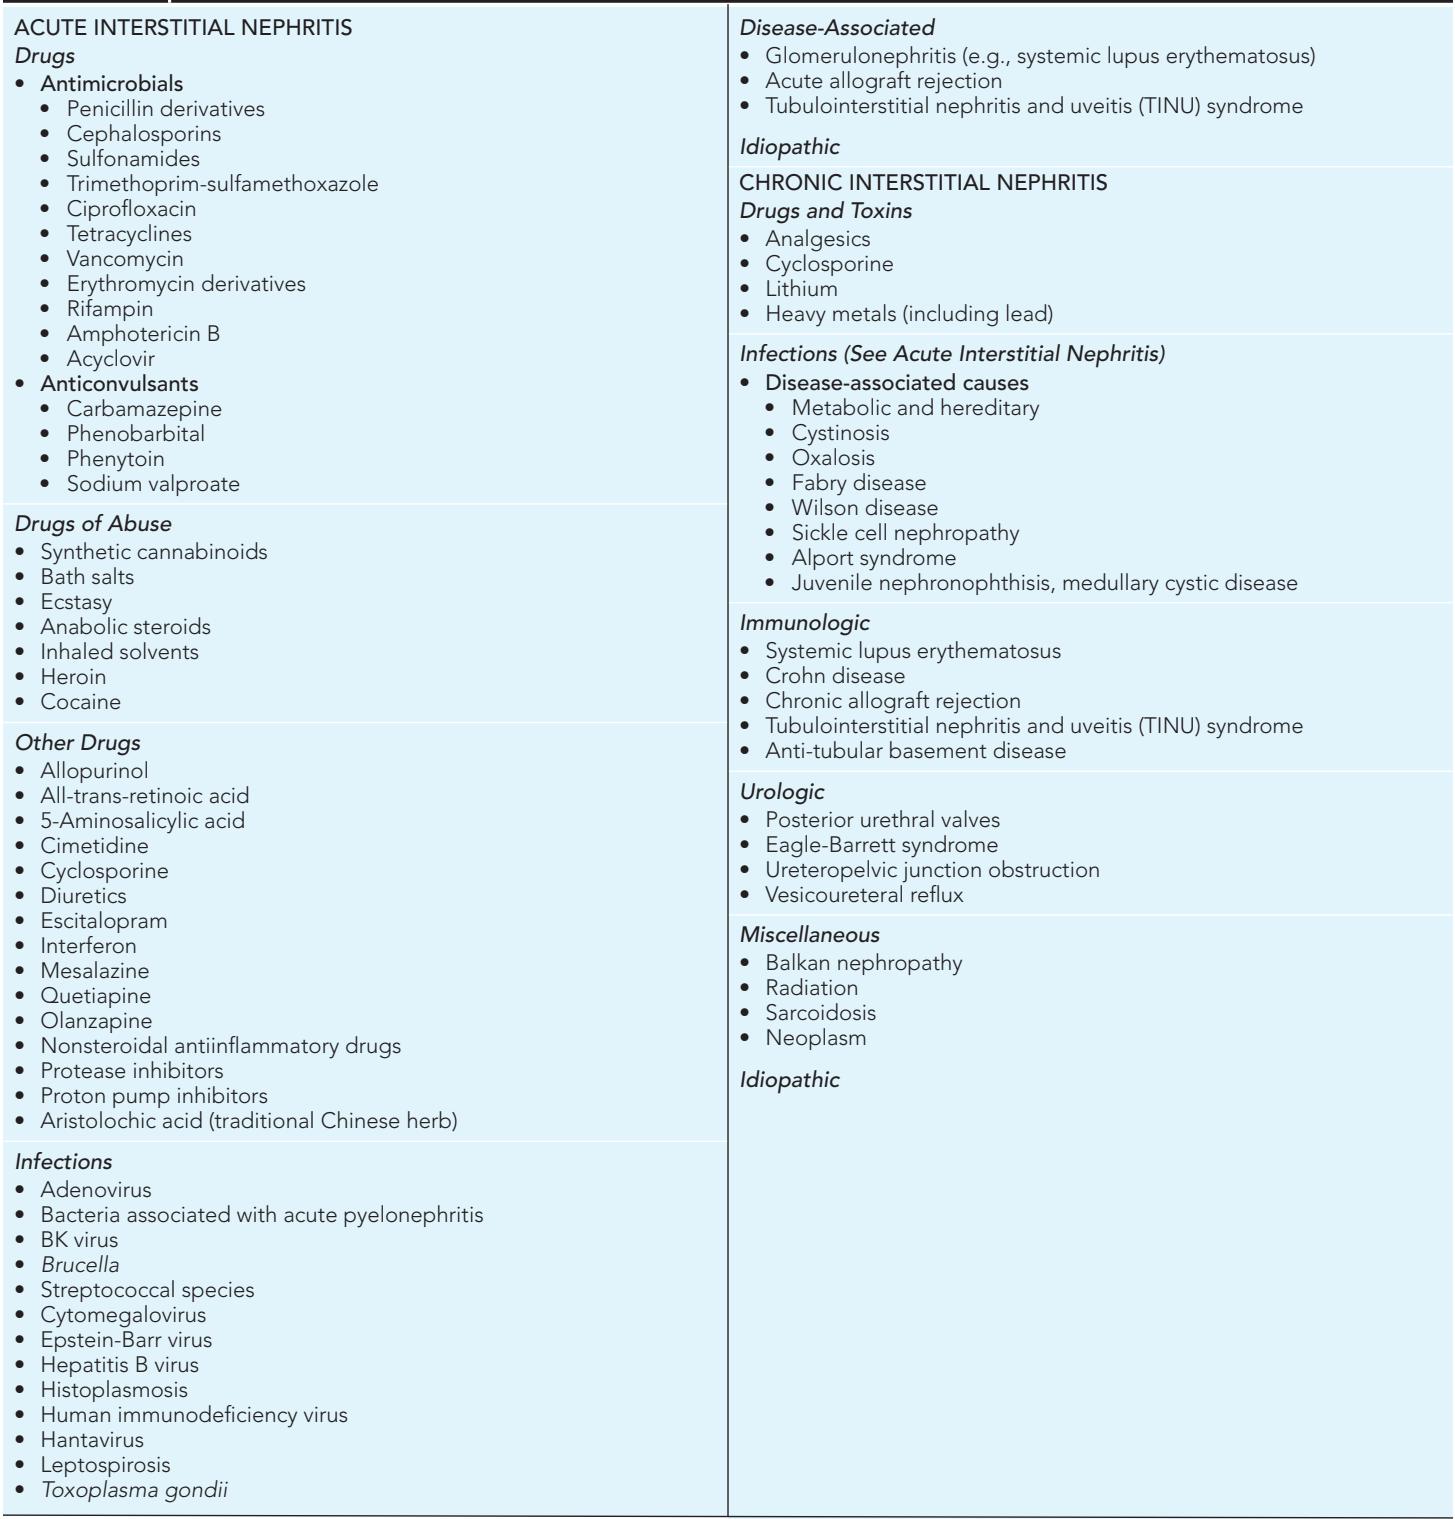 ACUTE INTERSTITIAL NEPHRITIS
Drugs
• Antimicrobials
• Penicillin derivatives
• Cephalosporins
• Sulfonamides
• Trimethoprim-sulfamethoxazole
• Ciprofloxacin
• Tetracyclines
• Vancomycin
• Erythromycin derivatives
• Rifampin
• Amphotericin B
• Acyclovir
• Anticonvulsants
• Carbamazepine
• Phenobarbital
• Phenytoin
• Sodium valproate
Drugs of Abuse
• Synthetic cannabinoids
• Bath salts
• Ecstasy
• Anabolic steroids
• Inhaled solvents
• Heroin
• Cocaine
Other Drugs
• Allopurinol
• All-trans-retinoic acid
• 5-Aminosalicylic acid
• Cimetidine
• Cyclosporine
• Diuretics
• Escitalopram
• Interferon
• Mesalazine
• Quetiapine
• Olanzapine
• Nonsteroidal antiinflammatory drugs
• Protease inhibitors
• Proton pump inhibitors
• Aristolochic acid (traditional Chinese herb)
Infections
• Adenovirus
• Bacteria associated with acute pyelonephritis
• BK virus
• Brucella
• Streptococcal species
• Cytomegalovirus
• Epstein-Barr virus
• Hepatitis B virus
• Histoplasmosis
• Human immunodeficiency virus
• Hantavirus
• Leptospirosis
• Toxoplasma gondii
Disease-Associated
• Glomerulonephritis (e.g., systemic lupus erythematosus)
• Acute allograft rejection
• Tubulointerstitial nephritis and uveitis (TINU) syndrome
Idiopathic
CHRONIC INTERSTITIAL NEPHRITIS
Drugs and Toxins
• Analgesics
• Cyclosporine
• Lithium
• Heavy metals (including lead)
Infections (See Acute Interstitial Nephritis)
• Disease-associated causes
• Metabolic and hereditary
• Cystinosis
• Oxalosis
• Fabry disease
• Wilson disease
• Sickle cell nephropathy
• Alport syndrome
• Juvenile nephronophthisis, medullary cystic disease
Immunologic
• Systemic lupus erythematosus
• Crohn disease
• Chronic allograft rejection
• Tubulointerstitial nephritis and uveitis (TINU) syndrome
• Anti-tubular basement disease
Urologic
• Posterior urethral valves
• Eagle-Barrett syndrome
• Ureteropelvic junction obstruction
• Vesicoureteral reflux
Miscellaneous
• Balkan nephropathy
• Radiation
• Sarcoidosis
• Neoplasm
Idiopathic